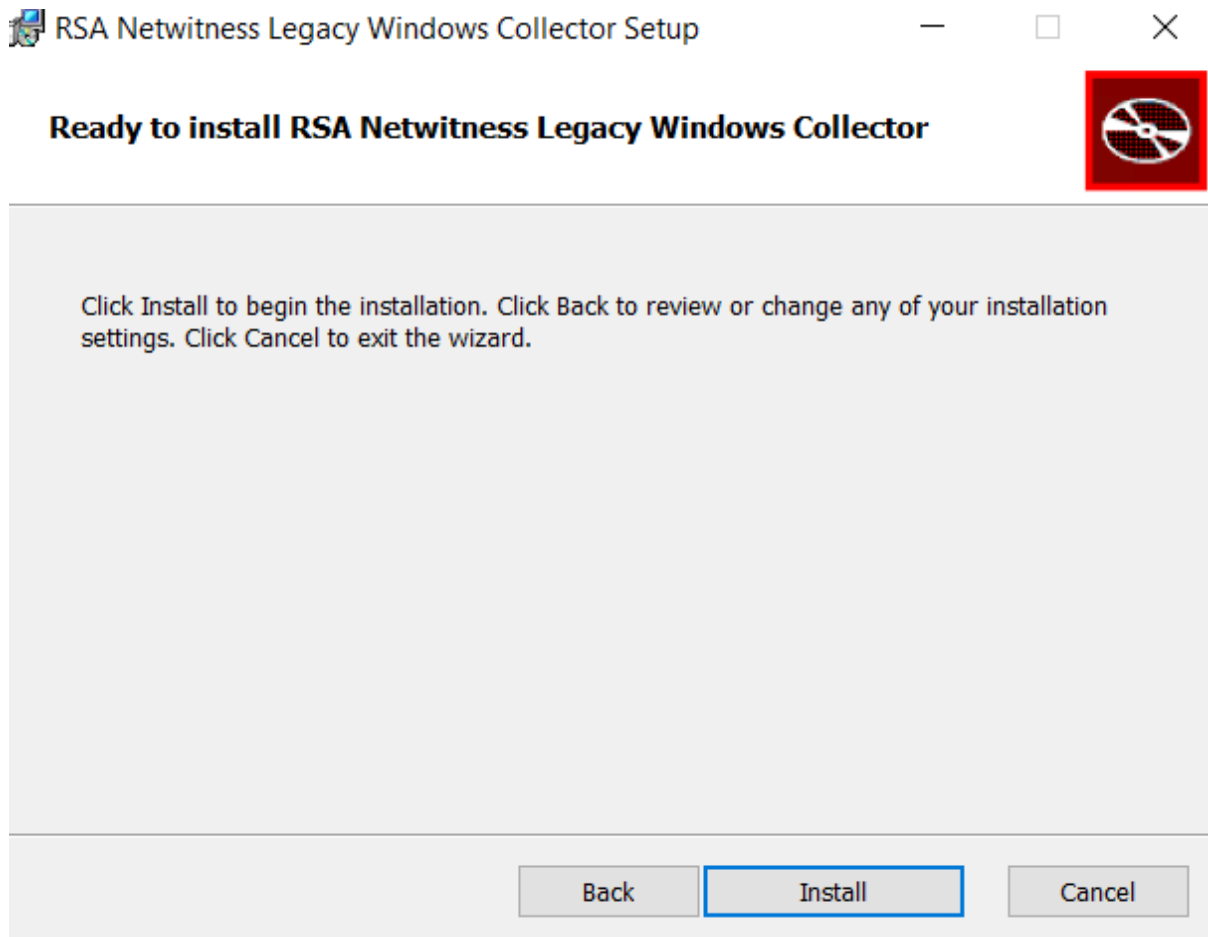 RSA Netwitness Legacy Windows Collector Setup
Ready to install RSA Netwitness Legacy Windows Collector
Click Install to begin the installation. Click Back to review or change any of your installation
settings. Click Cancel to exit the wizard.
Back
Install
Cancel